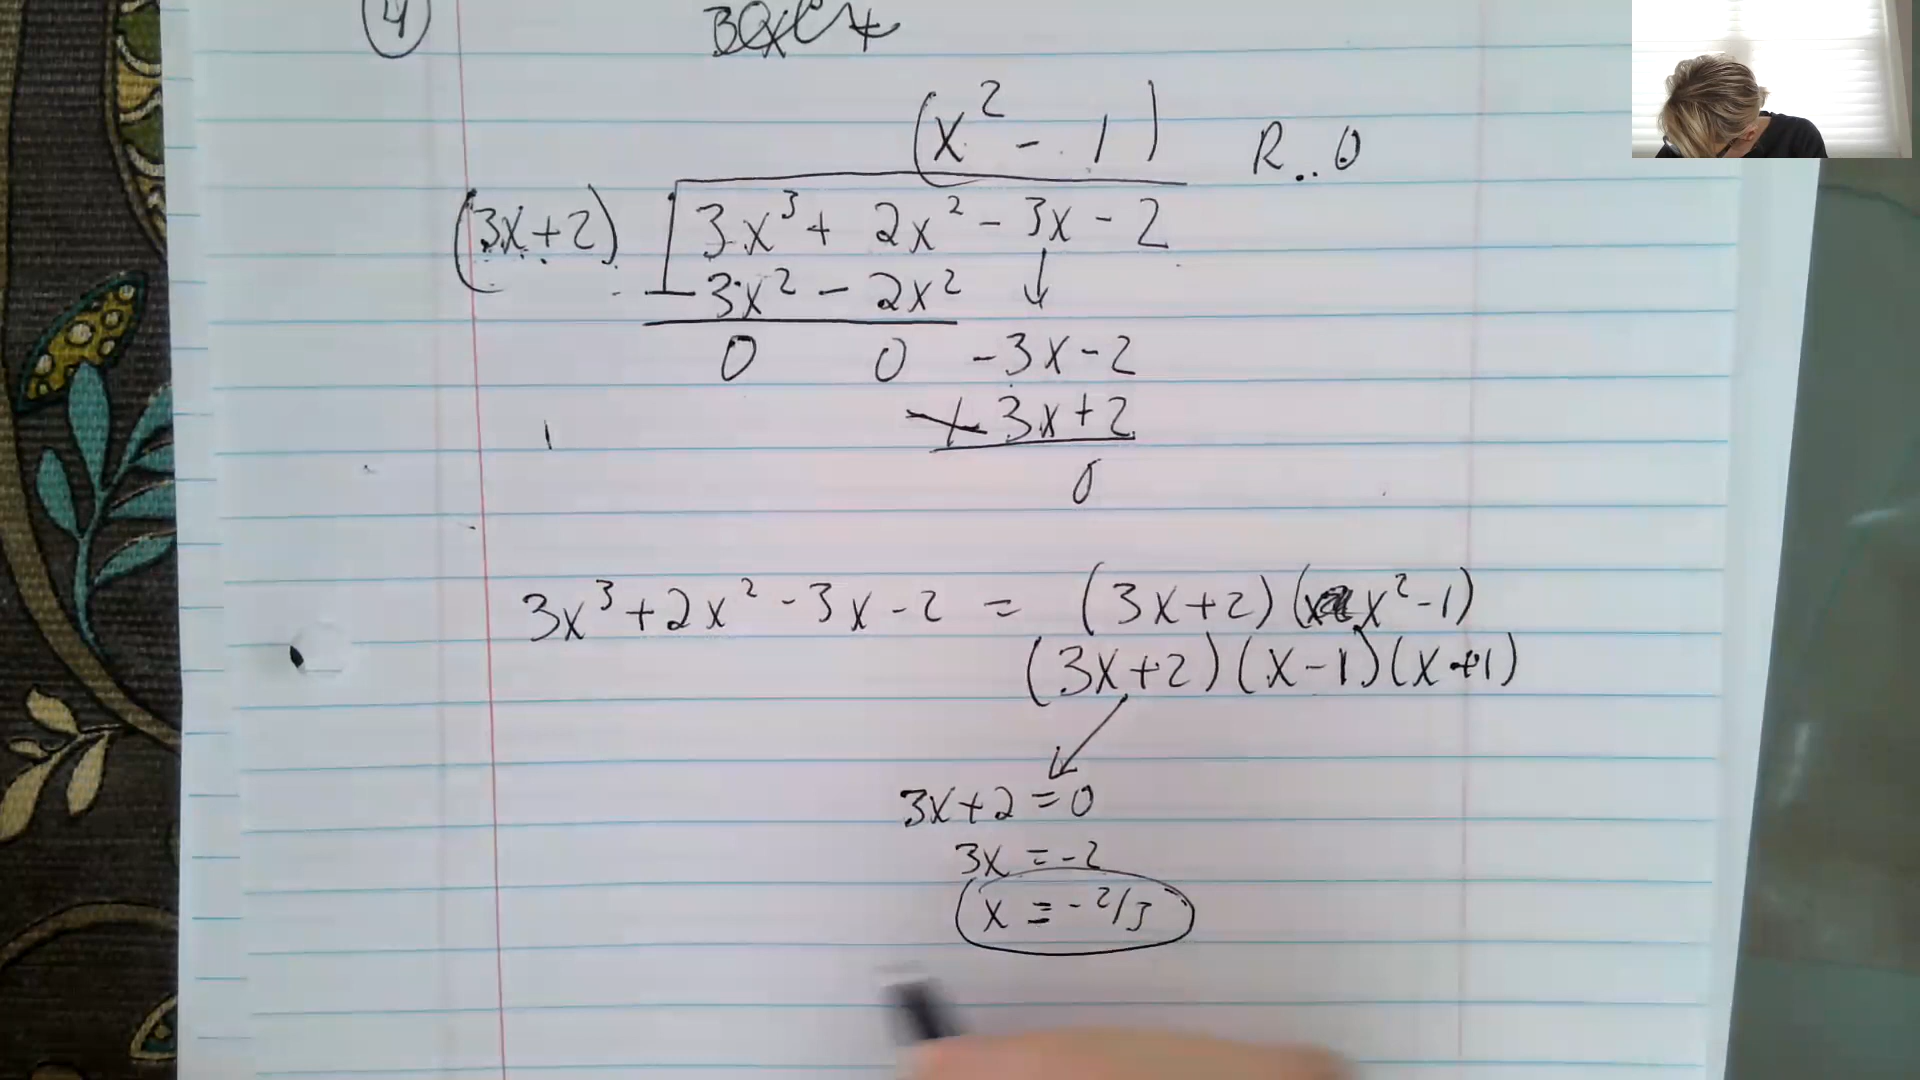 4
(x² - 1) R.. 0
(3x+2) 3x³ + 2x² - 3x - 2
- 3x² - 2x²
0 0 -3x-2
+ 3x+2
0
3x³+2x²-3x-2 = (3x+2)(x²-1)
(3x+2)(x-1)(x+1)
3x+2=0
3x = -2
x = -2/3